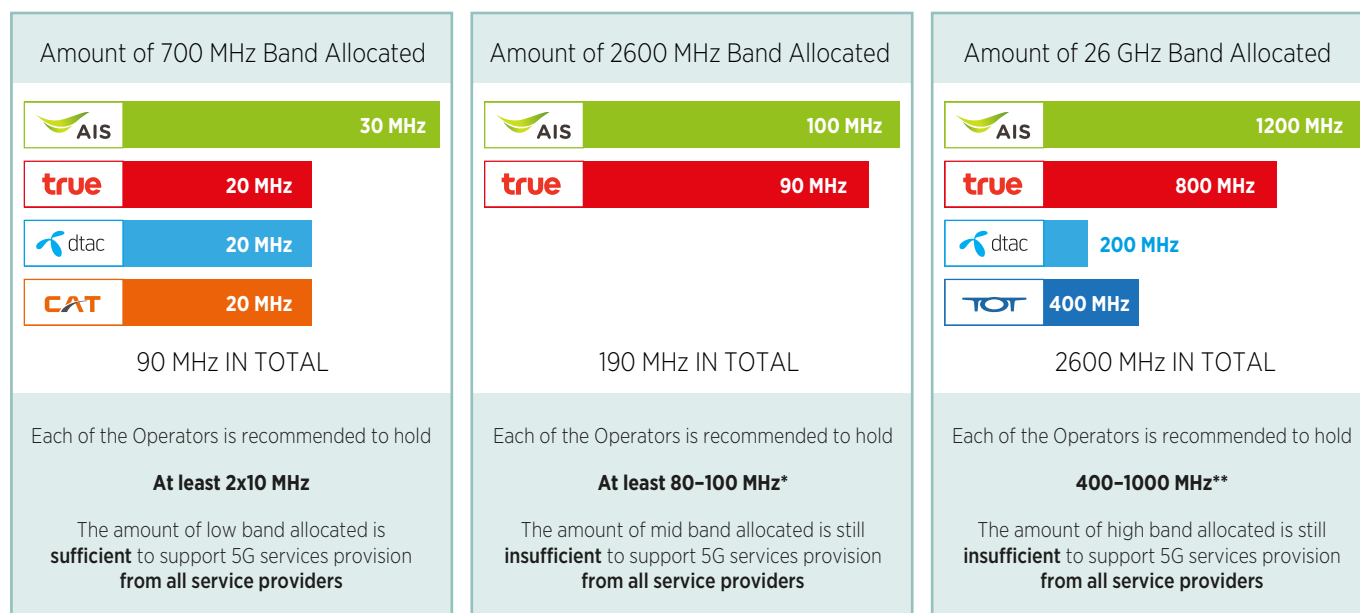 Amount of 700 MHz Band Allocated
AIS 30 MHz
true 20 MHz
dtac 20 MHz
CAT 20 MHz
90 MHz IN TOTAL
Each of the Operators is recommended to hold
At least 2x10 MHz
The amount of low band allocated is
sufficient to support 5G services provision
from all service providers
Amount of 2600 MHz Band Allocated
AIS 100 MHz
true 90 MHz
190 MHz IN TOTAL
Each of the Operators is recommended to hold
At least 80–100 MHz*
The amount of mid band allocated is still
insufficient to support 5G services provision
from all service providers
Amount of 26 GHz Band Allocated
AIS 1200 MHz
true 800 MHz
dtac 200 MHz
TOT 400 MHz
2600 MHz IN TOTAL
Each of the Operators is recommended to hold
400–1000 MHz**
The amount of high band allocated is still
insufficient to support 5G services provision
from all service providers